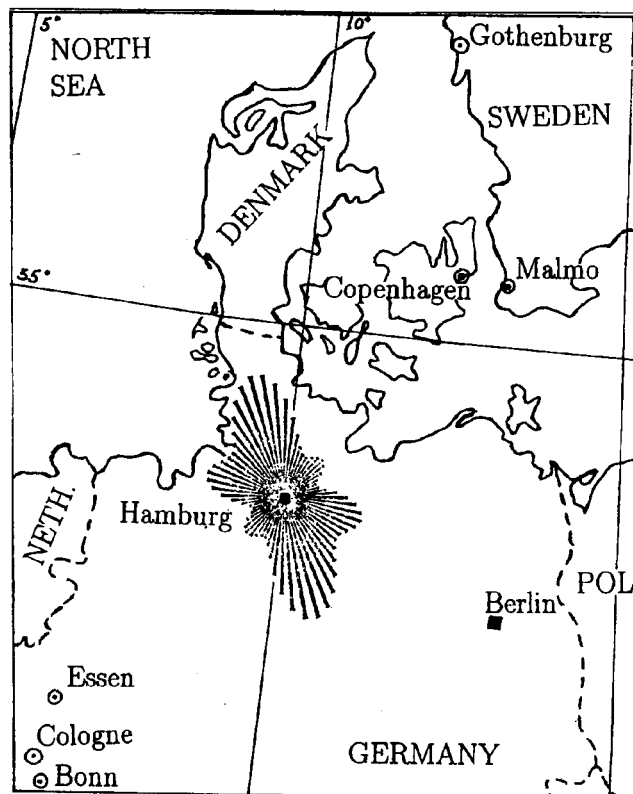 5°
10°
NORTH
SEA
Gothenburg
SWEDEN
DENMARK
55°
Copenhagen
Malmo
Hamburg
NETH.
POL
Berlin
Essen
Cologne
Bonn
GERMANY